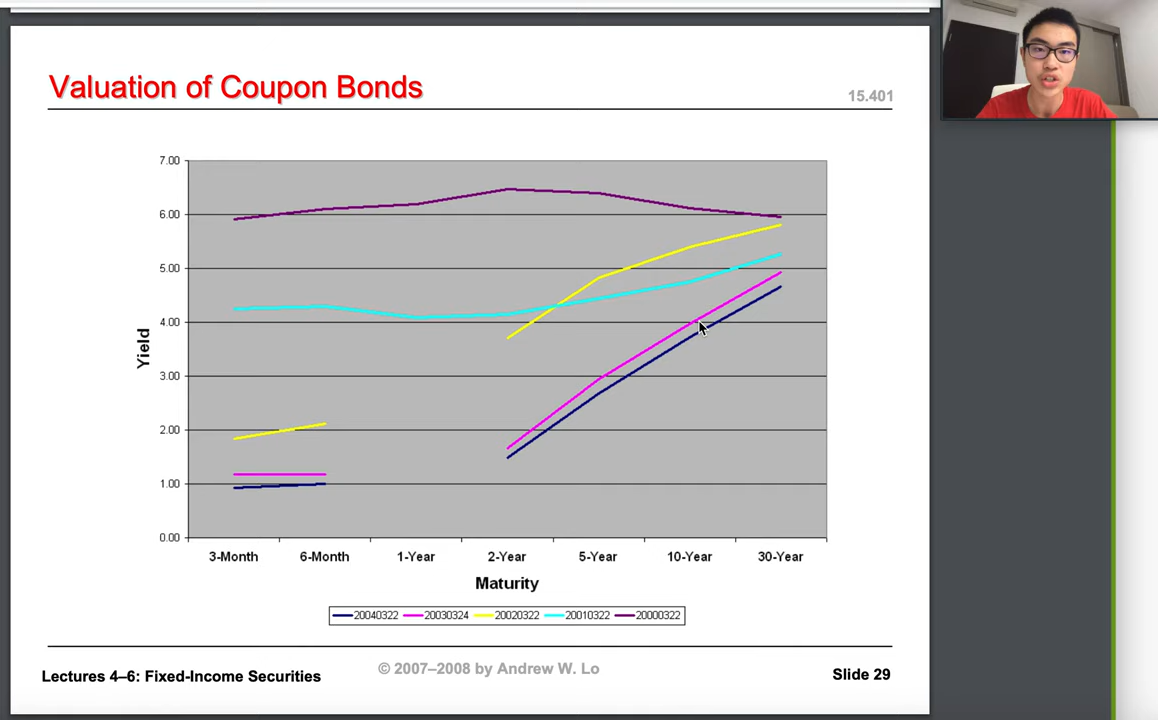 Valuation of Coupon Bonds
15.401
7.00
6.00
5.00
4.00
3.00
2.00
1.00
0.00
Yield
3-Month 6-Month 1-Year 2-Year 5-Year 10-Year 30-Year
Maturity
20040322 20030324 20020322 20010322 20000322
Lectures 4–6: Fixed-Income Securities
© 2007–2008 by Andrew W. Lo
Slide 29